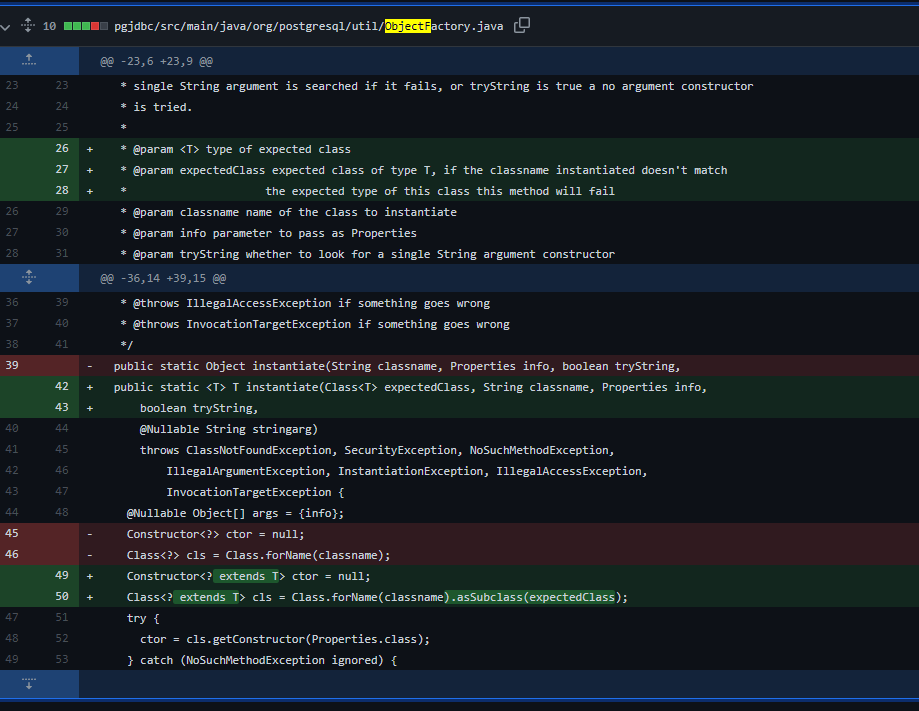 10 pgjdbc/src/main/java/org/postgresql/util/ObjectFactory.java
@@ -23,6 +23,9 @@
23 23 * single String argument is searched if it fails, or tryString is true a no argument constructor
24 24 * is tried.
25 25 *
26 + * @param <T> type of expected class
27 + * @param expectedClass expected class of type T, if the classname instantiated doesn't match
28 + * the expected type of this class this method will fail
26 29 * @param classname name of the class to instantiate
27 30 * @param info parameter to pass as Properties
28 31 * @param tryString whether to look for a single String argument constructor
@@ -36,14 +39,15 @@
36 39 * @throws IllegalAccessException if something goes wrong
37 40 * @throws InvocationTargetException if something goes wrong
38 41 */
39 - public static Object instantiate(String classname, Properties info, boolean tryString,
42 + public static <T> T instantiate(Class<T> expectedClass, String classname, Properties info,
43 + boolean tryString,
40 44 @Nullable String stringarg)
41 45 throws ClassNotFoundException, SecurityException, NoSuchMethodException,
42 46 IllegalArgumentException, InstantiationException, IllegalAccessException,
43 47 InvocationTargetException {
44 48 @Nullable Object[] args = {info};
45 - Constructor<?> ctor = null;
46 - Class<?> cls = Class.forName(classname);
49 + Constructor<? extends T> ctor = null;
50 + Class<? extends T> cls = Class.forName(classname).asSubclass(expectedClass);
47 51 try {
48 52 ctor = cls.getConstructor(Properties.class);
49 53 } catch (NoSuchMethodException ignored) {